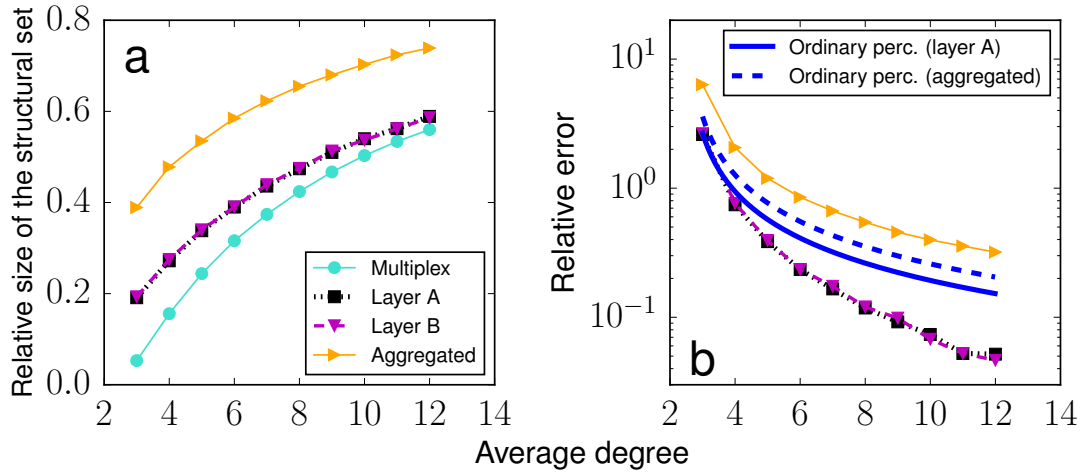 0.8
0.6
0.4
0.2
0.0
2
4
6
8
10
12
14
Relative size of the structural set
a
Multiplex
Layer A
Layer B
Aggregated
10^1
10^0
10^-1
2
4
6
8
10
12
14
Relative error
b
Ordinary perc. (layer A)
Ordinary perc. (aggregated)
Average degree